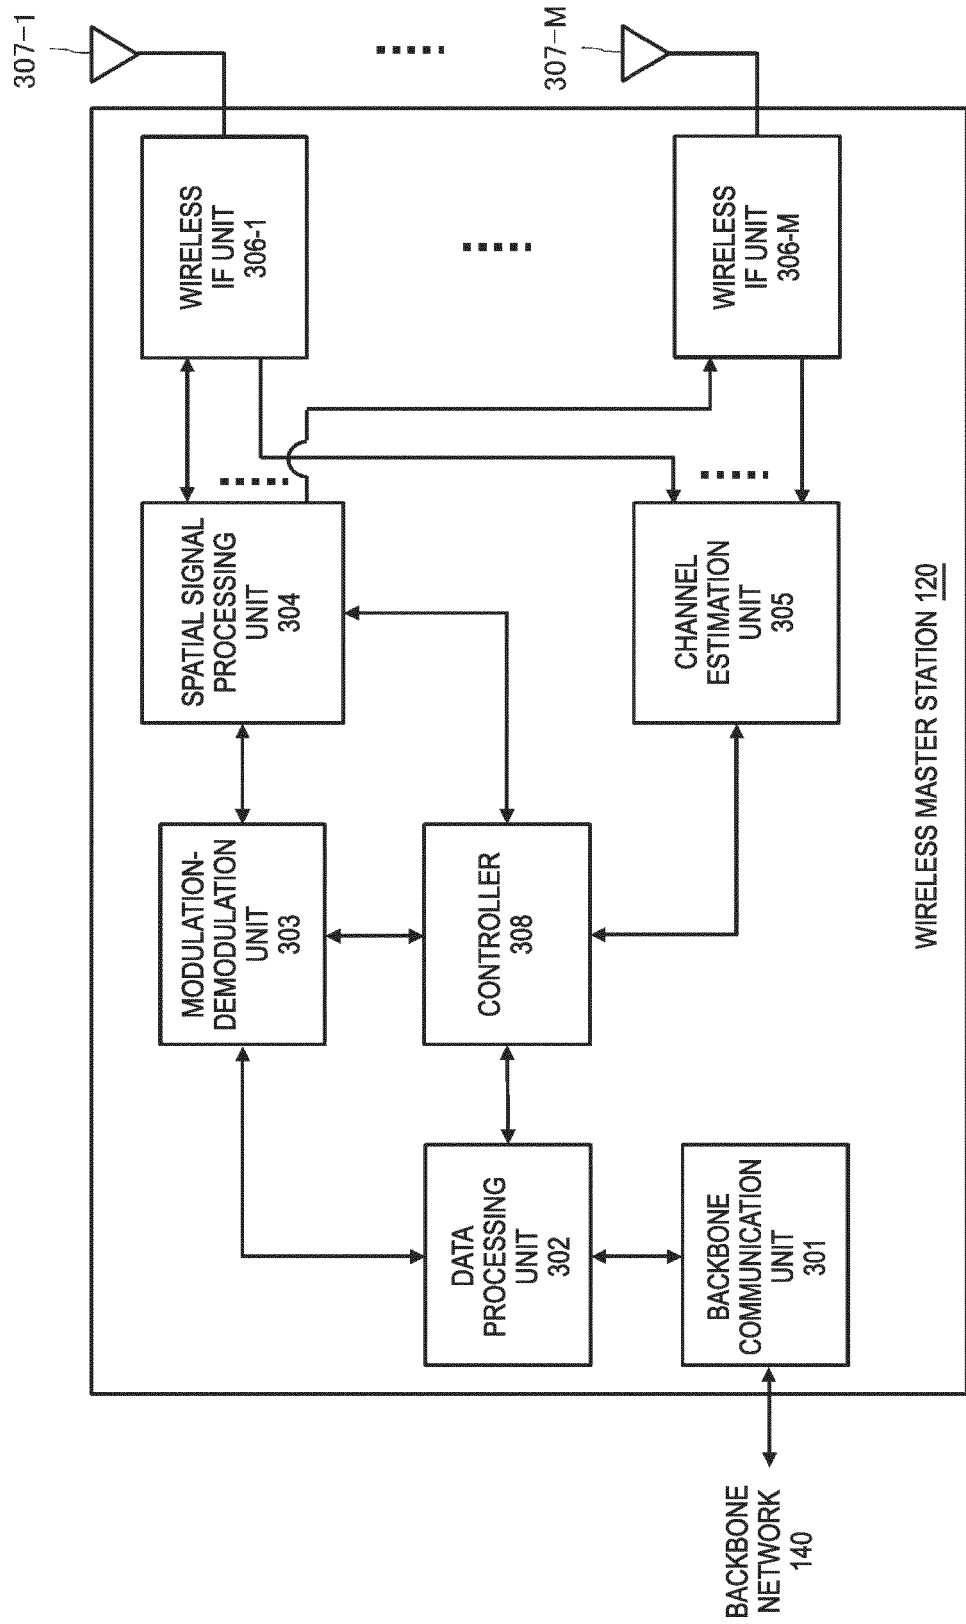 307-1
307-M
WIRELESS
IF UNIT
306-1
WIRELESS
IF UNIT
306-M
SPATIAL SIGNAL
PROCESSING
UNIT
304
CHANNEL
ESTIMATION
UNIT
305
MODULATION-
DEMODULATION
UNIT
303
CONTROLLER
308
DATA
PROCESSING
UNIT
302
BACKBONE
COMMUNICATION
UNIT
301
WIRELESS MASTER STATION 120
BACKBONE
NETWORK
140